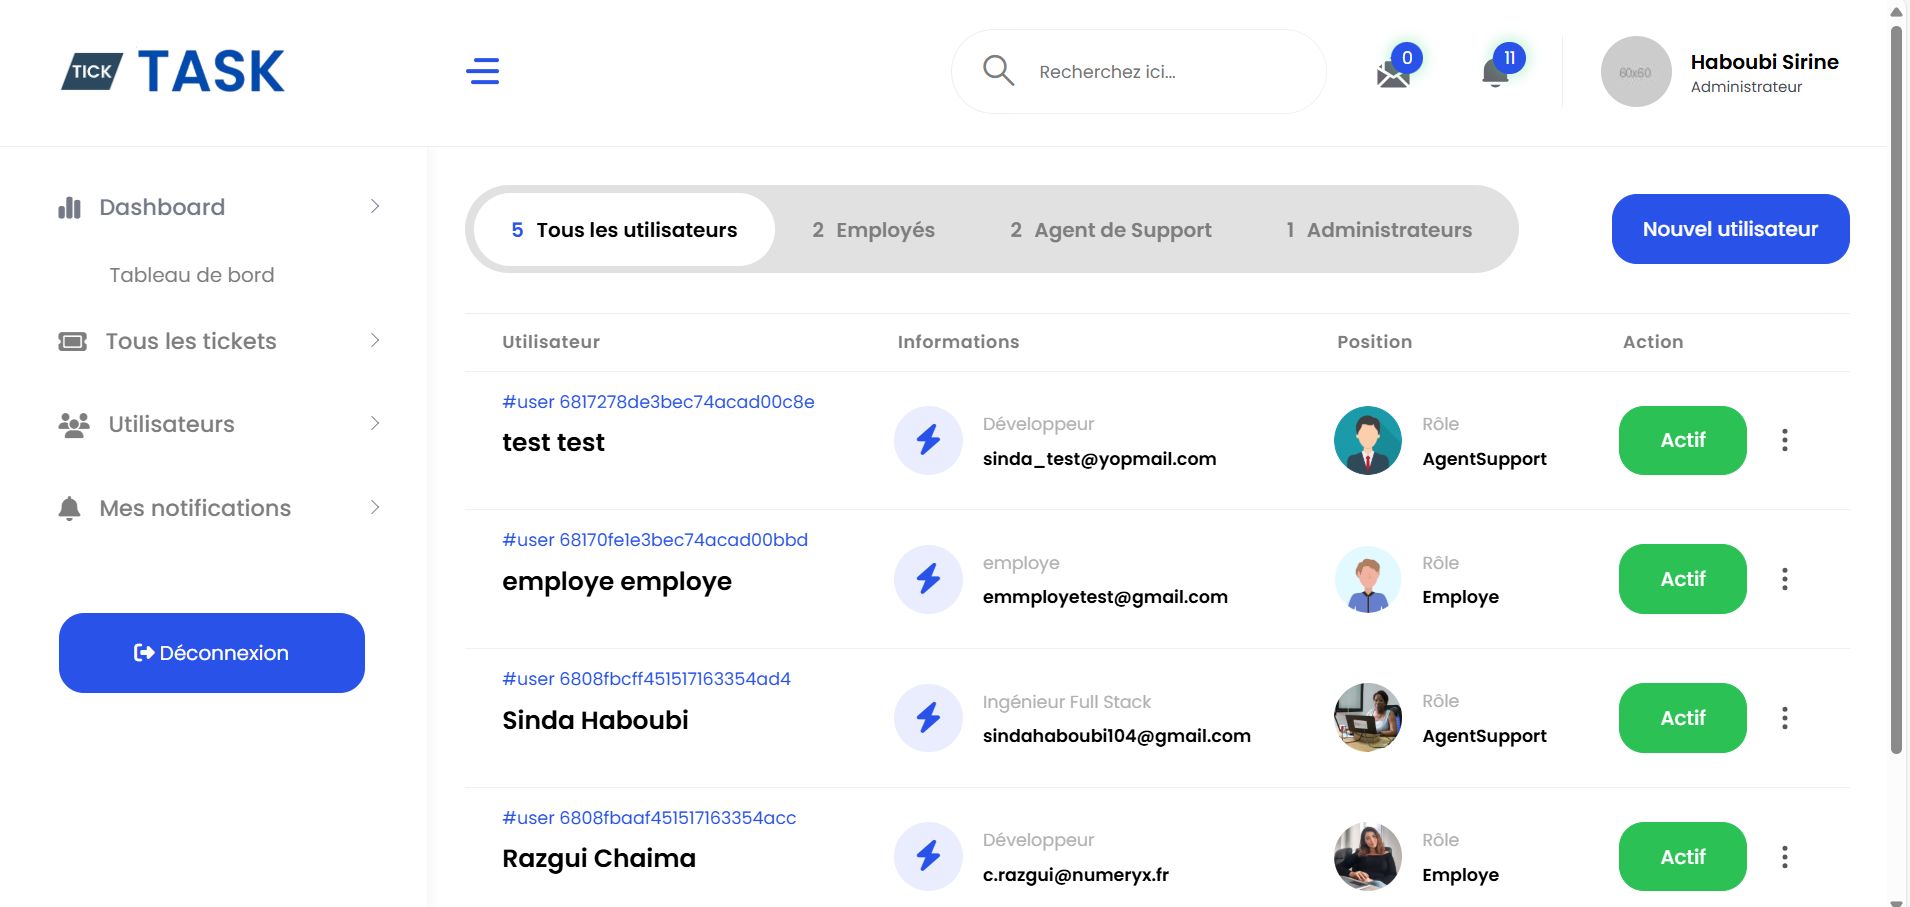 TICK TASK
Recherchez ici...
0
11
60x60
Haboubi Sirine
Administrateur
Dashboard
Tableau de bord
Tous les tickets
Utilisateurs
Mes notifications
Déconnexion
5 Tous les utilisateurs
2 Employés
2 Agent de Support
1 Administrateurs
Nouvel utilisateur
Utilisateur Informations Position Action
#user 6817278de3bec74acad00c8e
test test
Développeur
sinda_test@yopmail.com
Rôle
AgentSupport
Actif
#user 68170fe1e3bec74acad00bbd
employe employe
employe
emmployetest@gmail.com
Rôle
Employe
Actif
#user 6808fbcff451517163354ad4
Sinda Haboubi
Ingénieur Full Stack
sindahaboubi104@gmail.com
Rôle
AgentSupport
Actif
#user 6808fbaaf451517163354acc
Razgui Chaima
Développeur
c.razgui@numeryx.fr
Rôle
Employe
Actif